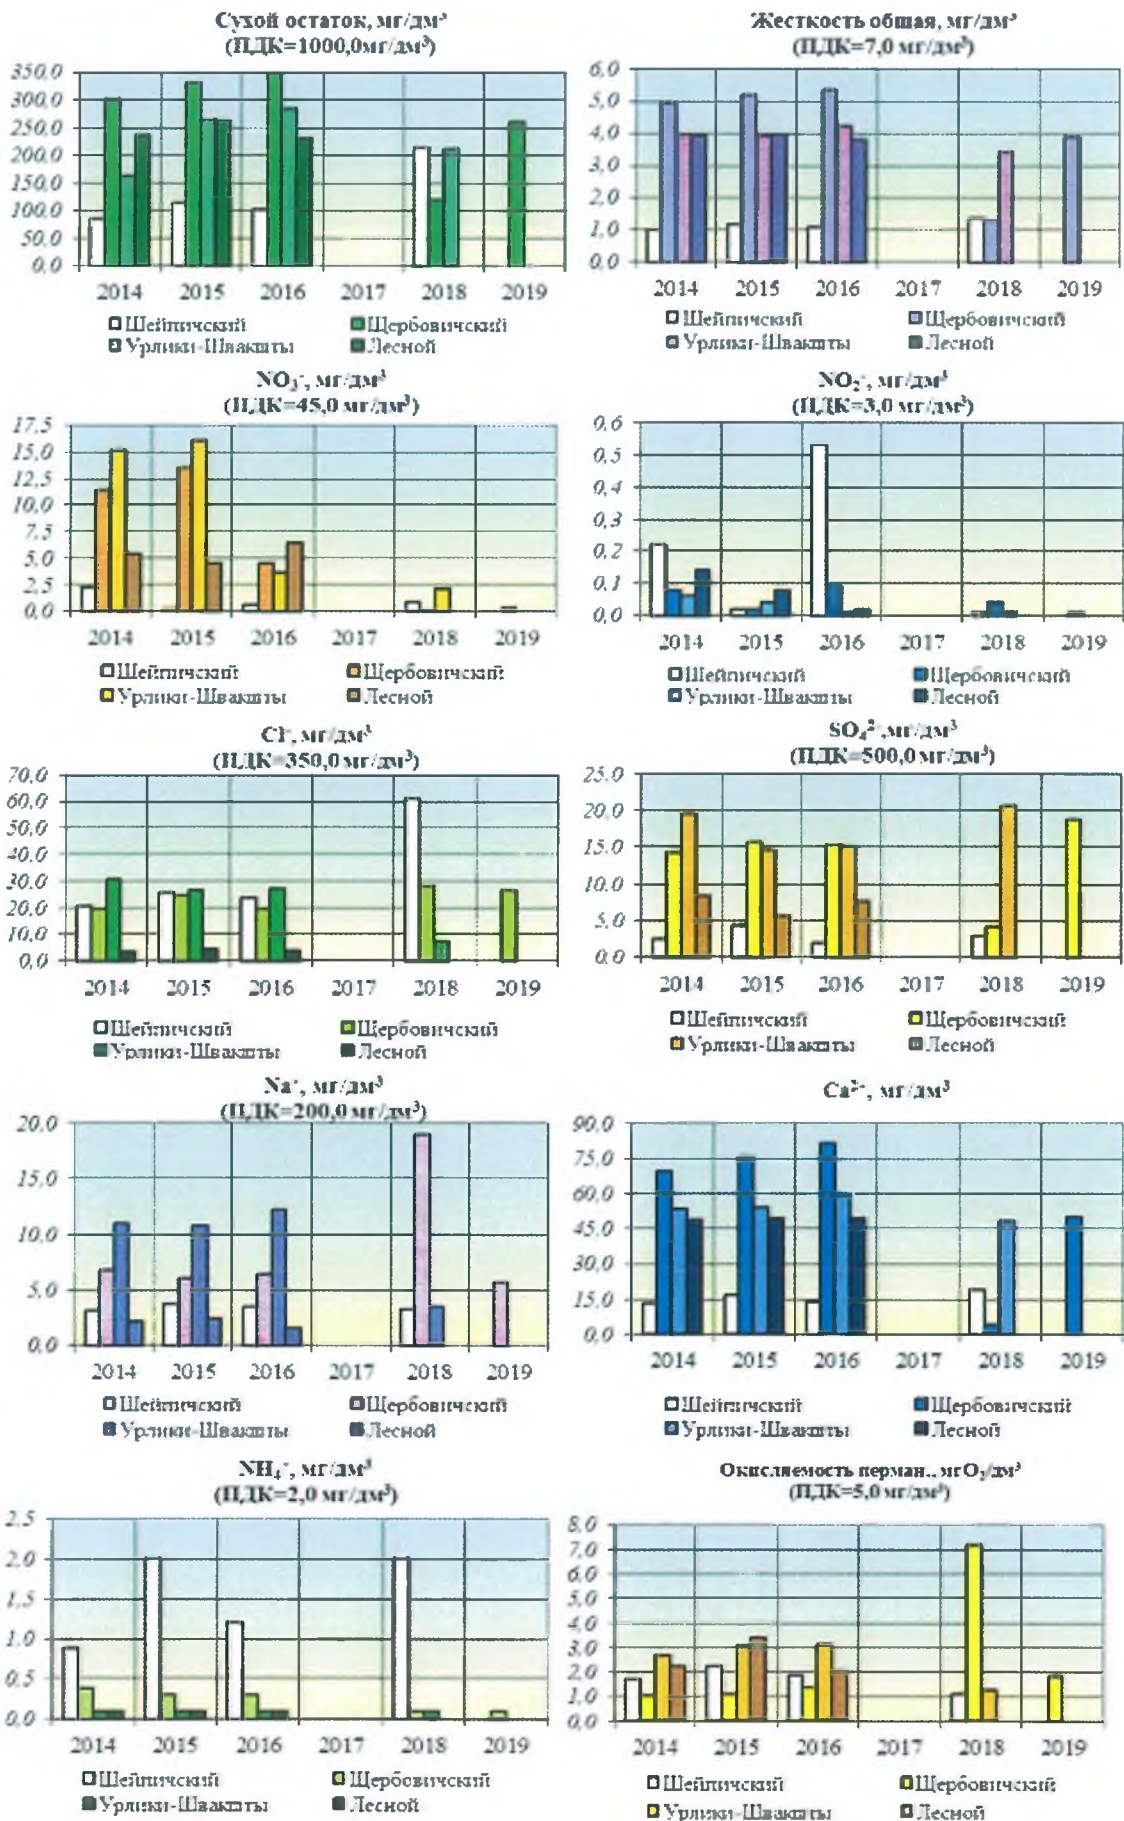 Сухой остаток, мг/дм³
(ПДК=1000,0мг/дм³)
350,0
300,0
250,0
200,0
150,0
100,0
50,0
0,0
2014 2015 2016 2017 2018 2019
Шейпичский Щербовичский
Урлики-Швакшты Лесной
Жесткость общая, мг/дм³
(ПДК=7,0 мг/дм³)
6,0
5,0
4,0
3,0
2,0
1,0
0,0
2014 2015 2016 2017 2018 2019
Шейпичский Щербовичский
Урлики-Швакшты Лесной
NO₃⁻, мг/дм³
(ПДК=45,0 мг/дм³)
17,5
15,0
12,5
10,0
7,5
5,0
2,5
0,0
2014 2015 2016 2017 2018 2019
Шейпичский Щербовичский
Урлики-Швакшты Лесной
NO₂⁻, мг/дм³
(ПДК=3,0 мг/дм³)
0,6
0,5
0,4
0,3
0,2
0,1
0,0
2014 2015 2016 2017 2018 2019
Шейпичский Щербовичский
Урлики-Швакшты Лесной
Cl⁻, мг/дм³
(ПДК=350,0 мг/дм³)
70,0
60,0
50,0
40,0
30,0
20,0
10,0
0,0
2014 2015 2016 2017 2018 2019
Шейпичский Щербовичский
Урлики-Швакшты Лесной
SO₄²⁻,мг/дм³
(ПДК=500,0 мг/дм³)
25,0
20,0
15,0
10,0
5,0
0,0
2014 2015 2016 2017 2018 2019
Шейпичский Щербовичский
Урлики-Швакшты Лесной
Na⁺, мг/дм³
(ПДК=200,0 мг/дм³)
20,0
15,0
10,0
5,0
0,0
2014 2015 2016 2017 2018 2019
Шейпичский Щербовичский
Урлики-Швакшты Лесной
Ca²⁺, мг/дм³
90,0
75,0
60,0
45,0
30,0
15,0
0,0
2014 2015 2016 2017 2018 2019
Шейпичский Щербовичский
Урлики-Швакшты Лесной
NH₄⁺, мг/дм³
(ПДК=2,0 мг/дм³)
2,5
2,0
1,5
1,0
0,5
0,0
2014 2015 2016 2017 2018 2019
Шейпичский Щербовичский
Урлики-Швакшты Лесной
Окисляемость перман., мгO₂/дм³
(ПДК=5,0 мг/дм³)
8,0
7,0
6,0
5,0
4,0
3,0
2,0
1,0
0,0
2014 2015 2016 2017 2018 2019
Шейпичский Щербовичский
Урлики-Швакшты Лесной